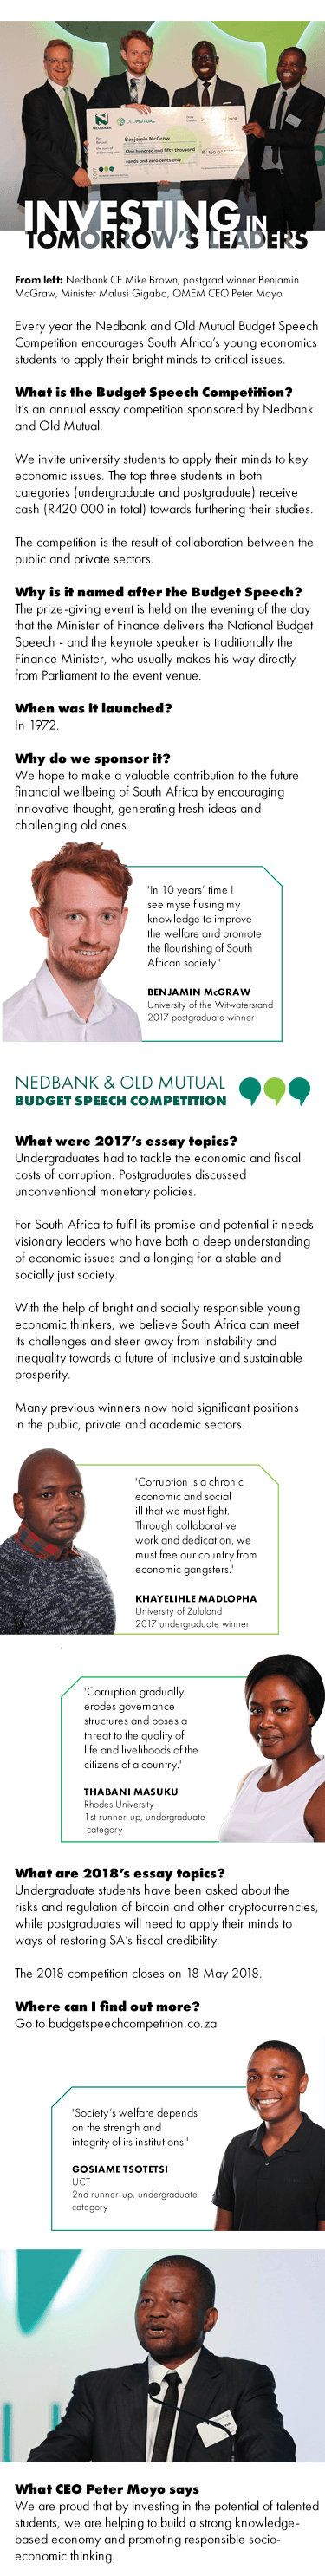 NEDBANK
OLDMUTUAL
Benjamin McGraw
One hundred and fifty thousand
rands and zero cents only
INVESTING IN
TOMORROW'S LEADERS
From left: Nedbank CE Mike Brown, postgrad winner Benjamin
McGraw, Minister Malusi Gigaba, OMEM CEO Peter Moyo
Every year the Nedbank and Old Mutual Budget Speech
Competition encourages South Africa's young economics
students to apply their bright minds to critical issues.
What is the Budget Speech Competition?
It's an annual essay competition sponsored by Nedbank
and Old Mutual.
We invite university students to apply their minds to key
economic issues. The top three students in both
categories (undergraduate and postgraduate) receive
cash (R420 000 in total) towards furthering their studies.
The competition is the result of collaboration between the
public and private sectors.
Why is it named after the Budget Speech?
The prize-giving event is held on the evening of the day
that the Minister of Finance delivers the National Budget
Speech - and the keynote speaker is traditionally the
Finance Minister, who usually makes his way directly
from Parliament to the event venue.
When was it launched?
In 1972.
Why do we sponsor it?
We hope to make a valuable contribution to the future
financial wellbeing of South Africa by encouraging
innovative thought, generating fresh ideas and
challenging old ones.
'In 10 years' time I
see myself using my
knowledge to improve
the welfare and promote
the flourishing of South
African society.'
BENJAMIN McGRAW
University of the Witwatersrand
2017 postgraduate winner
NEDBANK & OLD MUTUAL
BUDGET SPEECH COMPETITION
What were 2017's essay topics?
Undergraduates had to tackle the economic and fiscal
costs of corruption. Postgraduates discussed
unconventional monetary policies.
For South Africa to fulfil its promise and potential it needs
visionary leaders who have both a deep understanding
of economic issues and a longing for a stable and
socially just society.
With the help of bright and socially responsible young
economic thinkers, we believe South Africa can meet
its challenges and steer away from instability and
inequality towards a future of inclusive and sustainable
prosperity.
Many previous winners now hold significant positions
in the public, private and academic sectors.
'Corruption is a chronic
economic and social
ill that we must fight.
Through collaborative
work and dedication, we
must free our country from
economic gangsters.'
KHAYELIHLE MADLOPHA
University of Zululand
2017 undergraduate winner
'Corruption gradually
erodes governance
structures and poses a
threat to the quality of
life and livelihoods of the
citizens of a country.'
THABANI MASUKU
Rhodes University
1st runner-up, undergraduate
category
What are 2018's essay topics?
Undergraduate students have been asked about the
risks and regulation of bitcoin and other cryptocurrencies,
while postgraduates will need to apply their minds to
ways of restoring SA's fiscal credibility.
The 2018 competition closes on 18 May 2018.
Where can I find out more?
Go to budgetspeechcompetition.co.za
'Society's welfare depends
on the strength and
integrity of its institutions.'
GOSIAME TSOTETSI
UCT
2nd runner-up, undergraduate
category
What CEO Peter Moyo says
We are proud that by investing in the potential of talented
students, we are helping to build a strong knowledge-
based economy and promoting responsible socio-
economic thinking.